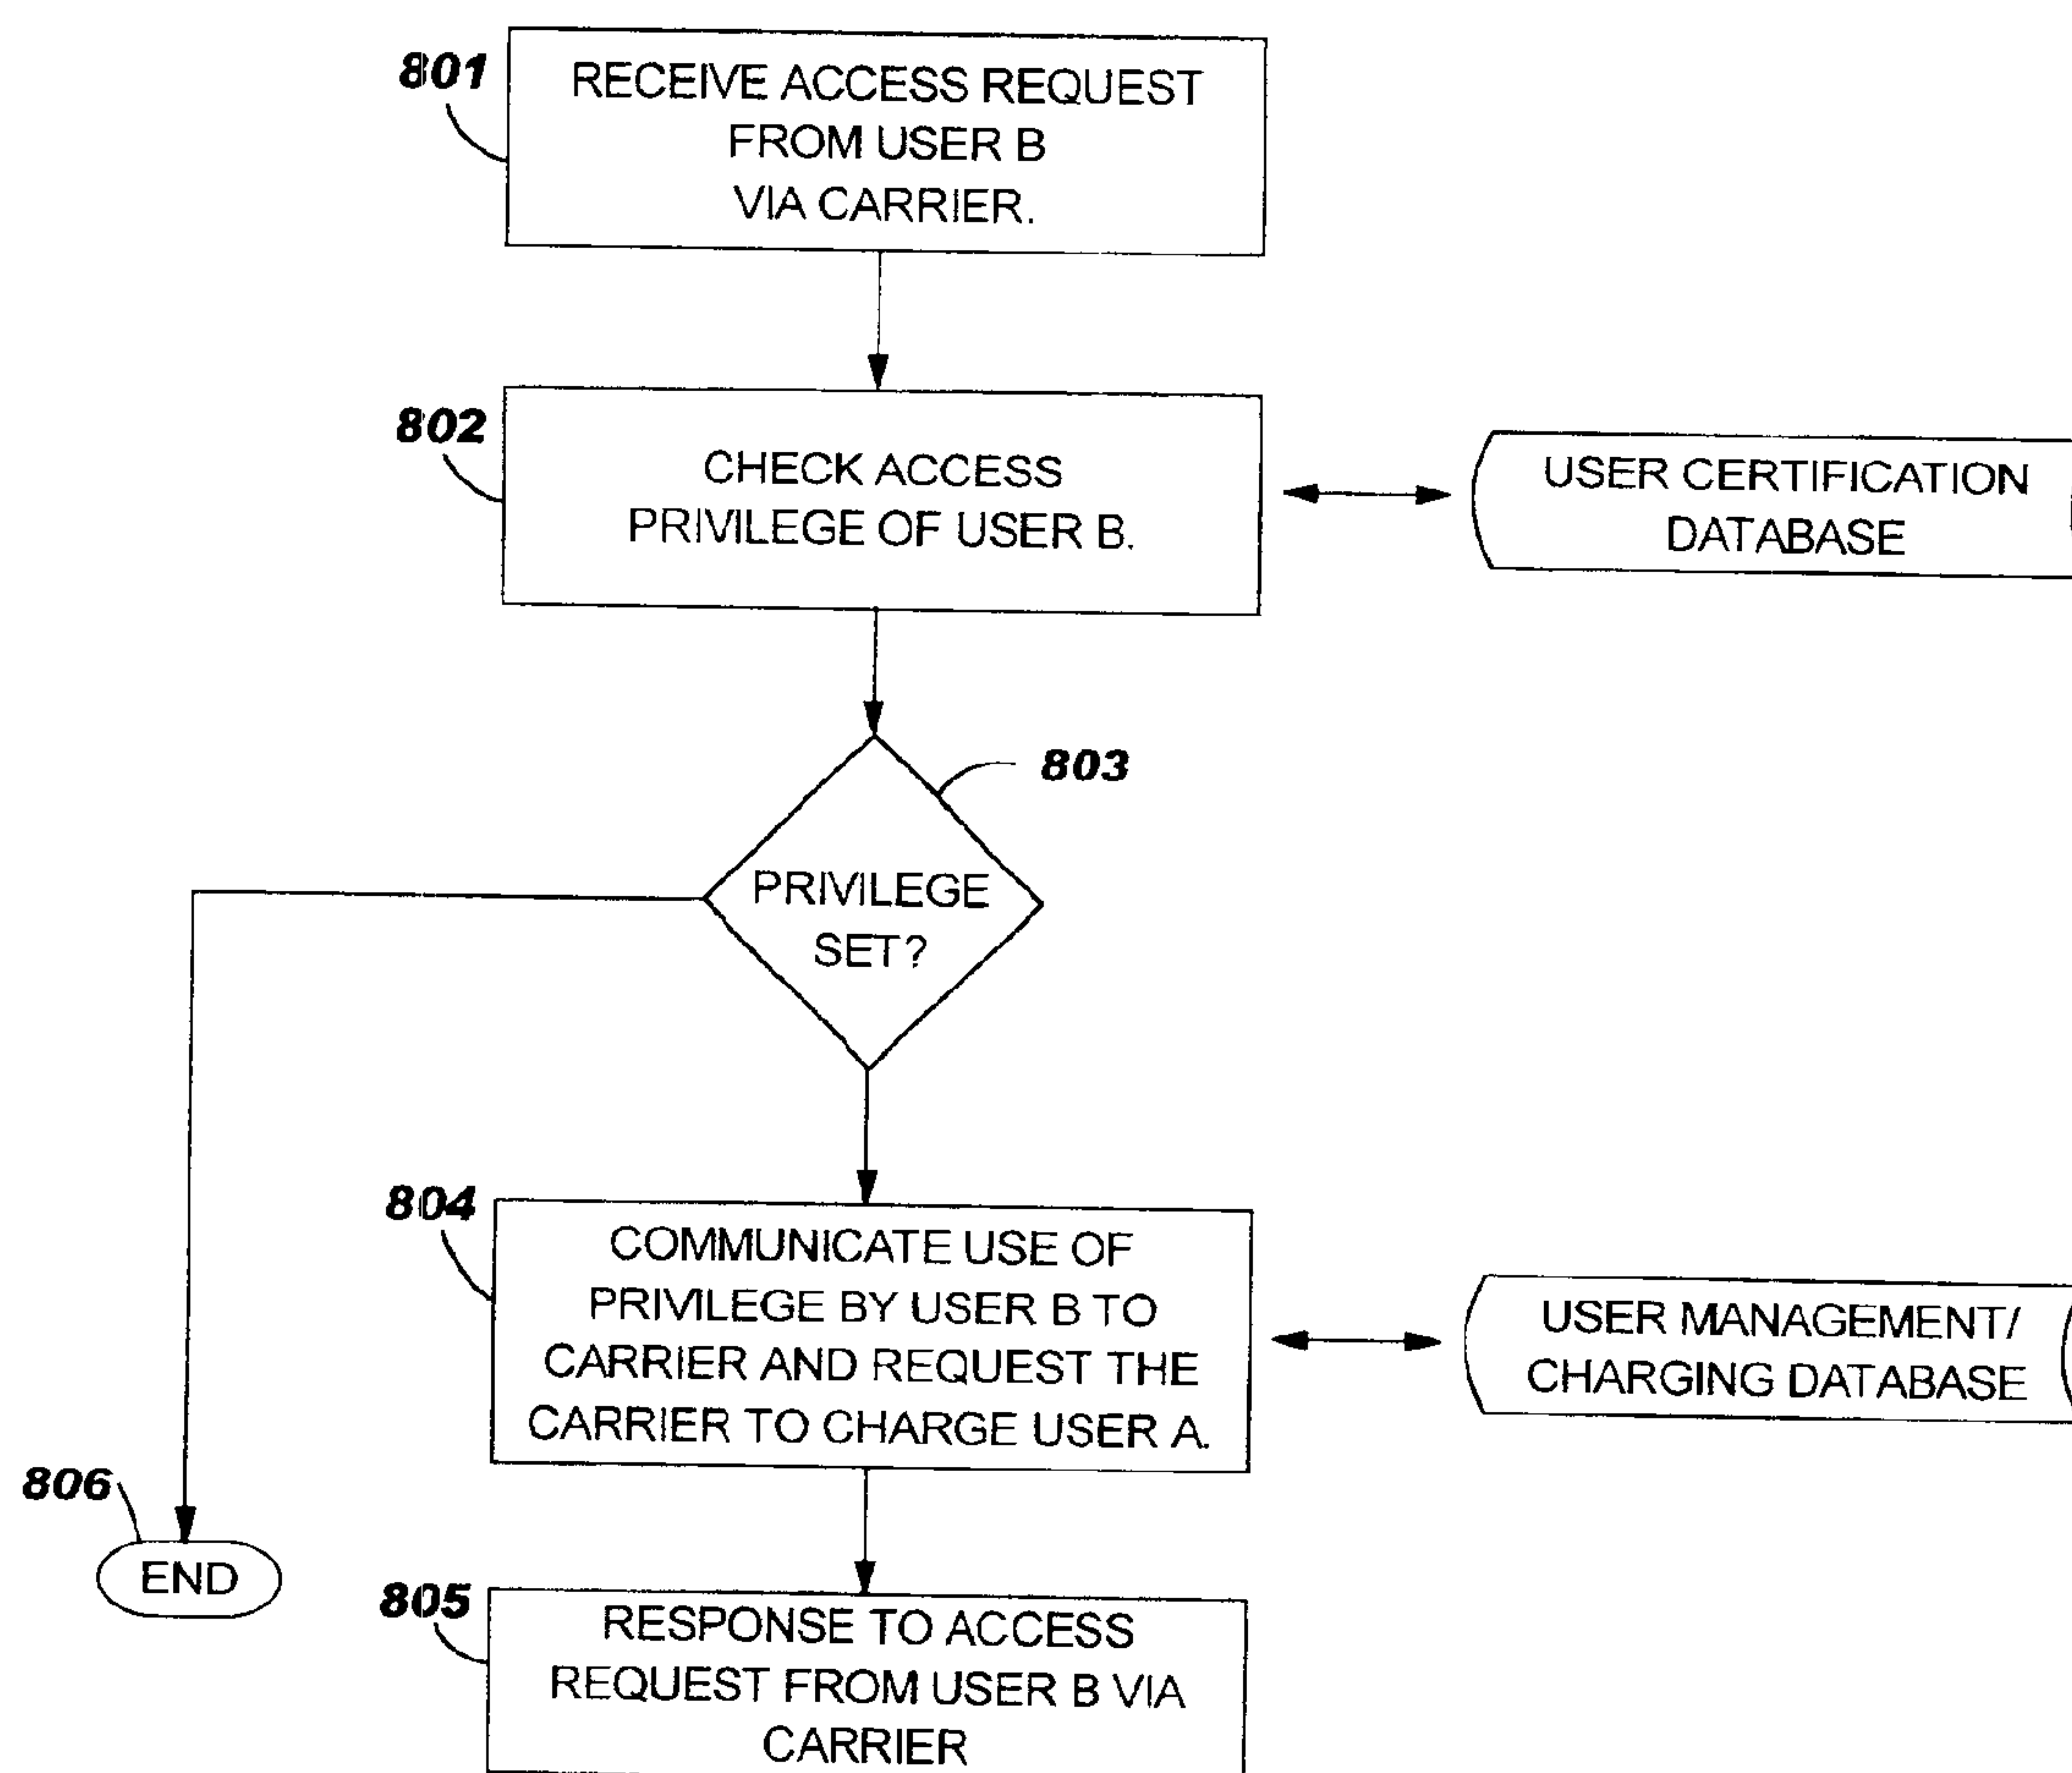 801
RECEIVE ACCESS REQUEST
FROM USER B
VIA CARRIER.
802
CHECK ACCESS
PRIVILEGE OF USER B.
USER CERTIFICATION
DATABASE
803
PRIVILEGE
SET?
804
COMMUNICATE USE OF
PRIVILEGE BY USER B TO
CARRIER AND REQUEST THE
CARRIER TO CHARGE USER A.
USER MANAGEMENT/
CHARGING DATABASE
806
END
805
RESPONSE TO ACCESS
REQUEST FROM USER B VIA
CARRIER